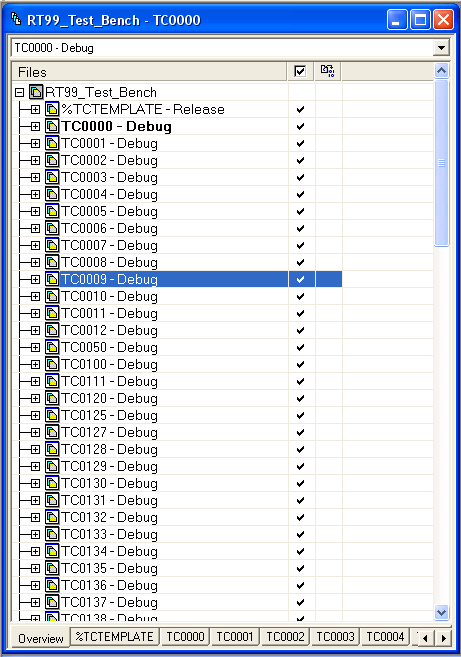 RT99_Test_Bench - TC0000
TC0000 - Debug
Files
RT99_Test_Bench
%TCTEMPLATE - Release
TC0000 - Debug
TC0001 - Debug
TC0002 - Debug
TC0003 - Debug
TC0004 - Debug
TC0005 - Debug
TC0006 - Debug
TC0007 - Debug
TC0008 - Debug
TC0009 - Debug
TC0010 - Debug
TC0011 - Debug
TC0012 - Debug
TC0050 - Debug
TC0100 - Debug
TC0111 - Debug
TC0120 - Debug
TC0125 - Debug
TC0127 - Debug
TC0128 - Debug
TC0129 - Debug
TC0130 - Debug
TC0131 - Debug
TC0132 - Debug
TC0133 - Debug
TC0134 - Debug
TC0135 - Debug
TC0136 - Debug
TC0137 - Debug
TC0138 - Debug
Overview %TCTEMPLATE TC0000 TC0001 TC0002 TC0003 TC0004